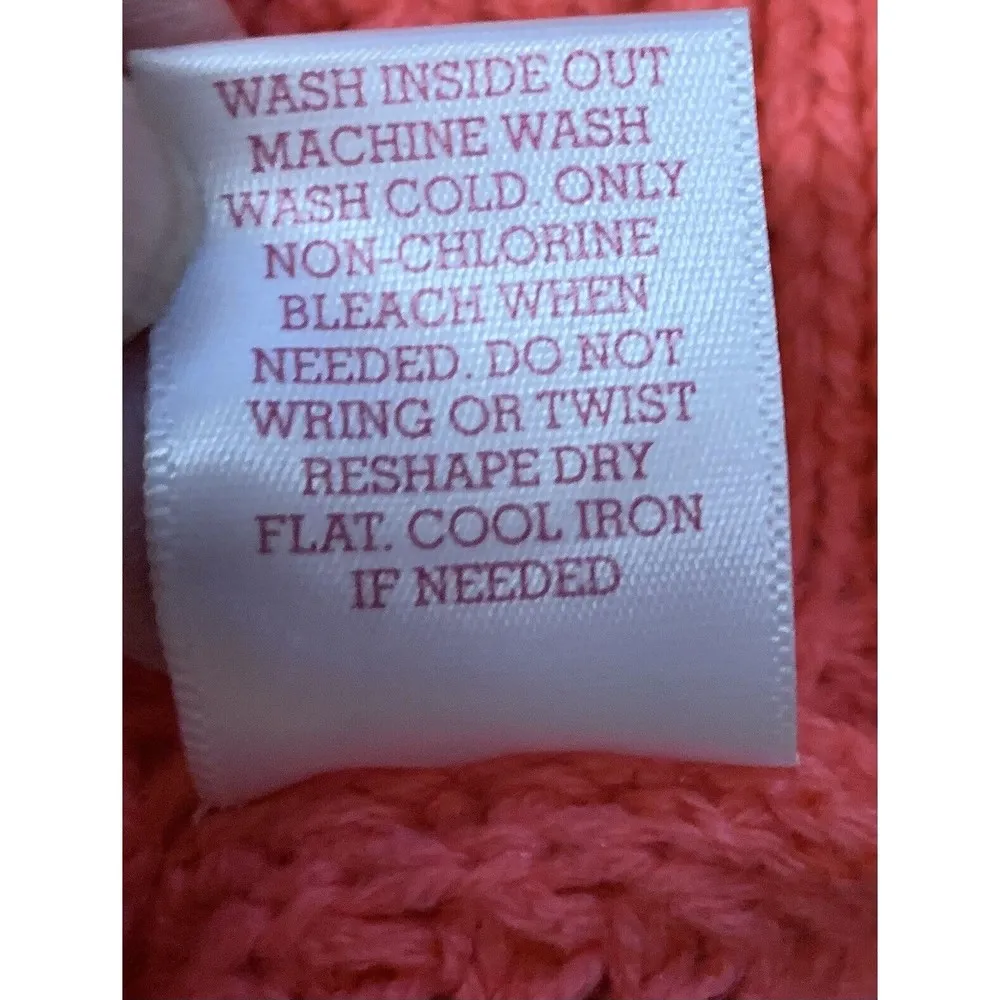 WASH INSIDE OUT
MACHINE WASH
WASH COLD. ONLY
NON-CHLORINE
BLEACH WHEN
NEEDED. DO NOT
WRING OR TWIST
RESHAPE DRY
FLAT. COOL IRON
IF NEEDED